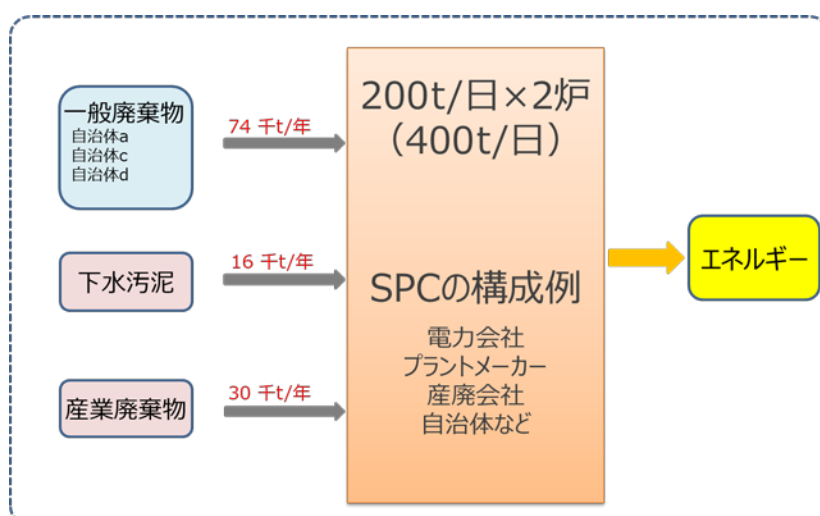 一般廃棄物
自治体a
自治体c
自治体d
74 千t/年
下水汚泥
16 千t/年
産業廃棄物
30 千t/年
200t/日×2炉
（400t/日）
SPCの構成例
電力会社
プラントメーカー
産廃会社
自治体など
エネルギー